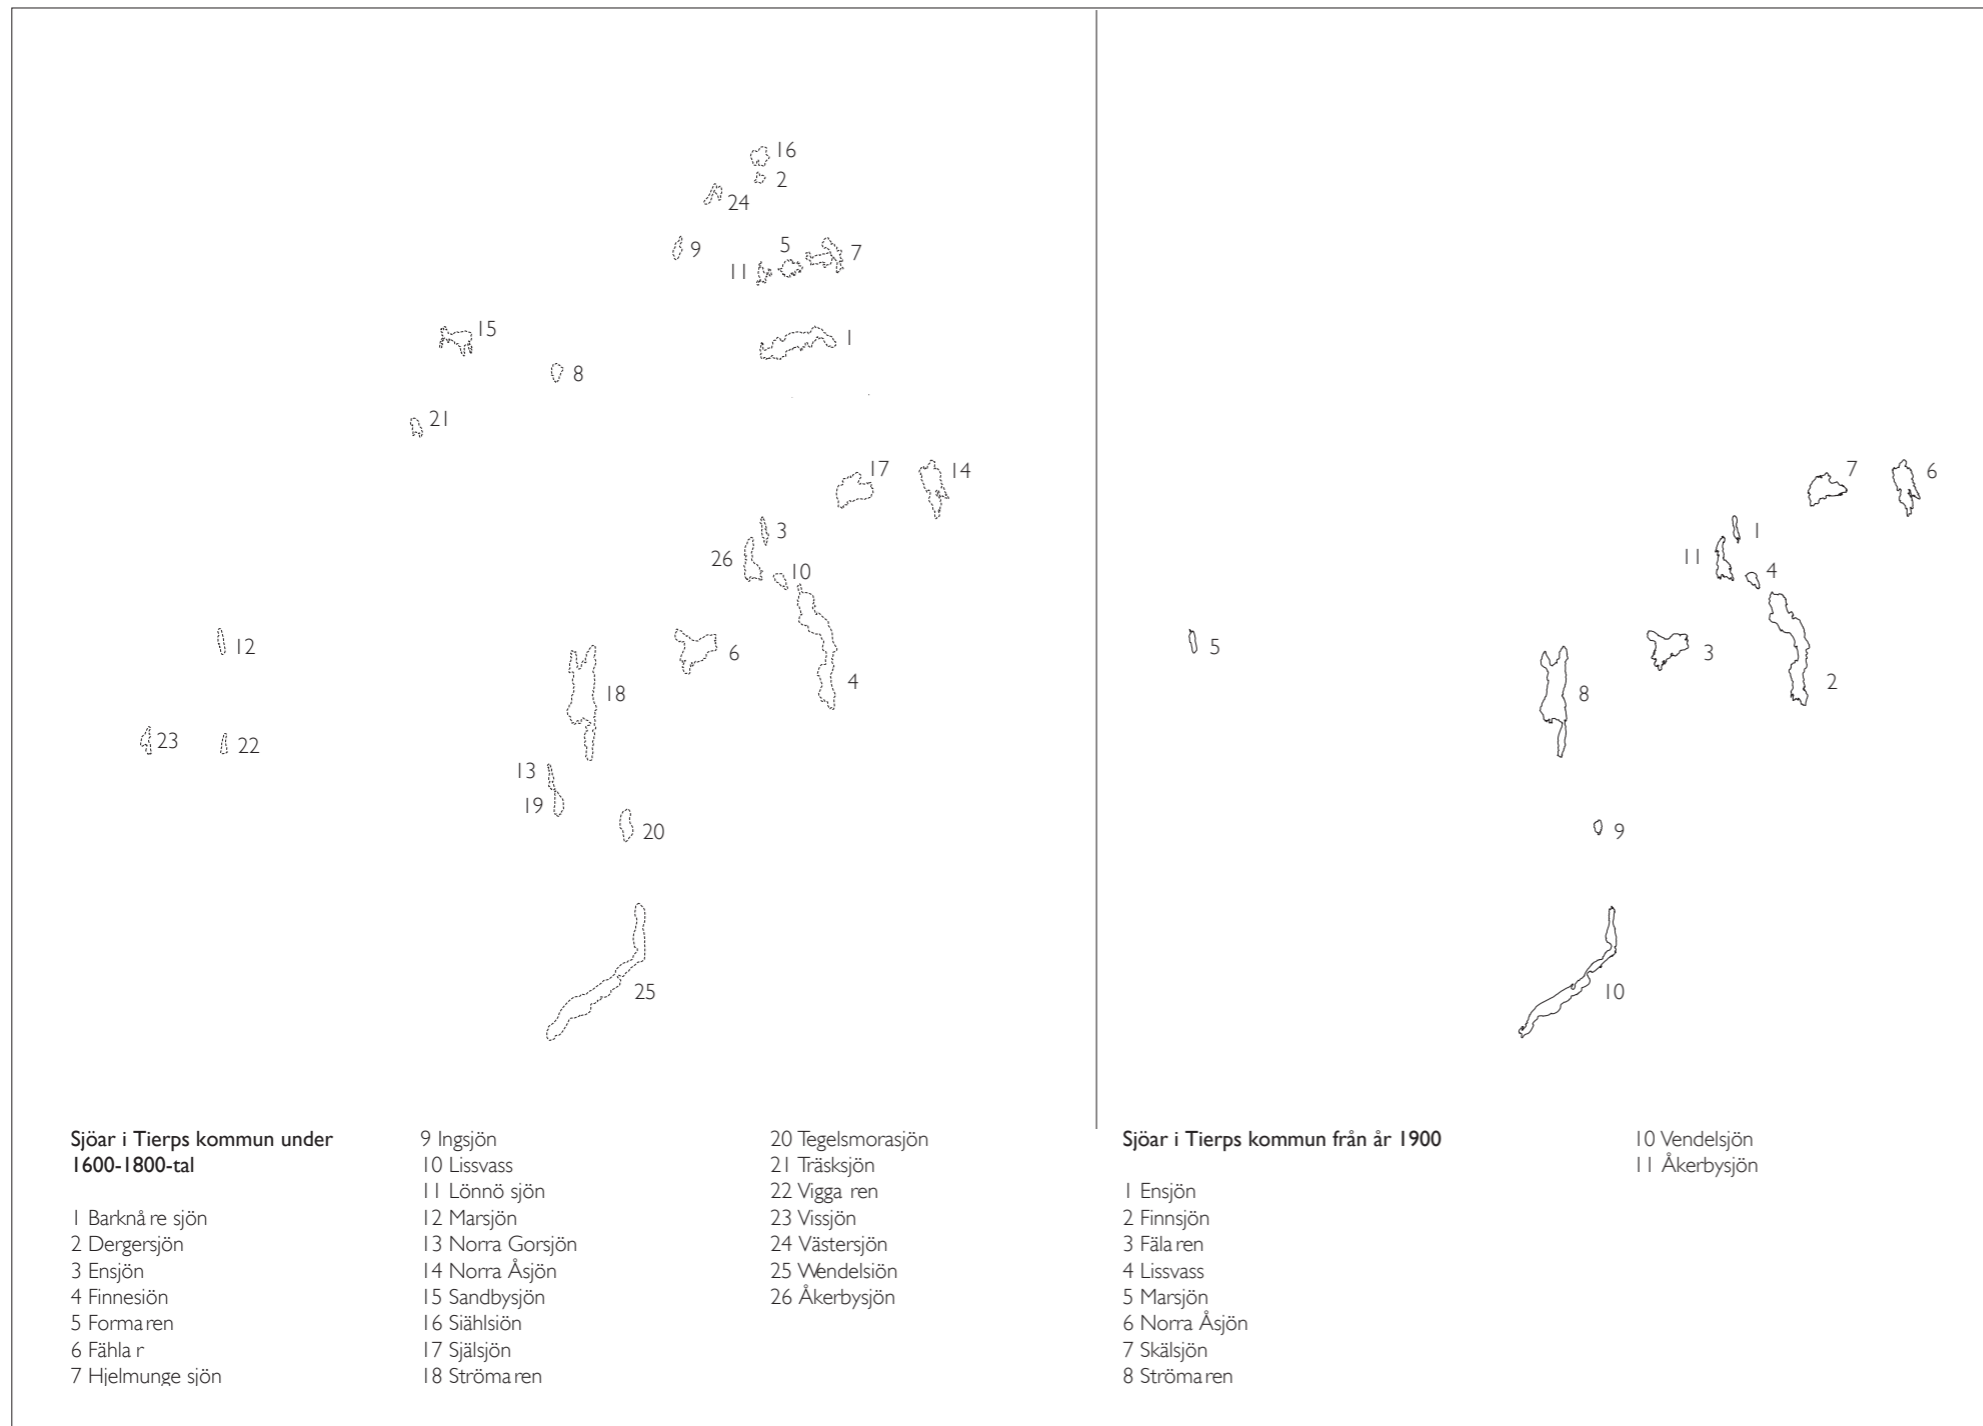 16
2
24
9
5
7
11
15
1
8
21
17
14
3
26
10
12
6
18
4
23
22
13
19
20
25
7
6
1
11
4
5
3
8
2
9
10
Sjöar i Tierps kommun under
1600-1800-tal
1 Barknå re sjön
2 Dergersjön
3 Ensjön
4 Finnesiön
5 Forma ren
6 Fähla r
7 Hjelmunge sjön
9 Ingsjön
10 Lissvass
11 Lönnö sjön
12 Marsjön
13 Norra Gorsjön
14 Norra Åsjön
15 Sandbysjön
16 Siählsiön
17 Själsjön
18 Ströma ren
20 Tegelsmorasjön
21 Träsksjön
22 Vigga ren
23 Vissjön
24 Västersjön
25 Wendelsiön
26 Åkerbysjön
Sjöar i Tierps kommun från år 1900
1 Ensjön
2 Finnsjön
3 Fäla ren
4 Lissvass
5 Marsjön
6 Norra Åsjön
7 Skälsjön
8 Ströma ren
10 Vendelsjön
11 Åkerbysjön